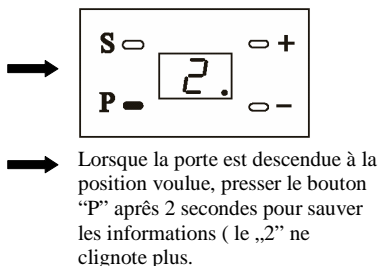 S +
2.
P −
Lorsque la porte est descendue à la
position voulue, presser le bouton
“P” après 2 secondes pour sauver
les informations ( le „2” ne
clignote plus.